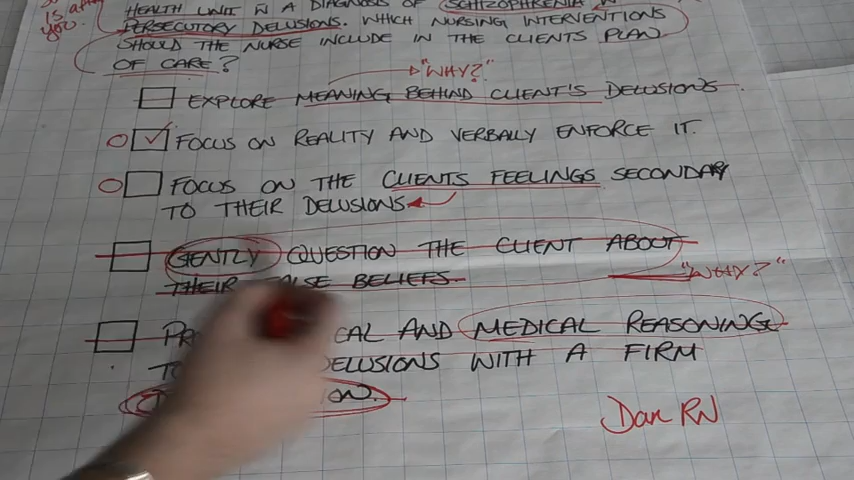 is after
you.
HEALTH UNIT W A DIAGNOSIS OF SCHIZOPHRENIA
PERSECUTORY DELUSIONS. WHICH NURSING INTERVENTIONS
SHOULD THE NURSE INCLUDE IN THE CLIENTS PLAN
OF CARE?
"WHY?"
EXPLORE MEANING BEHIND CLIENT'S DELUSIONS.
FOCUS ON REALITY AND VERBALLY ENFORCE IT.
FOCUS ON THE CLIENTS FEELINGS SECONDARY
TO THEIR DELUSIONS
GENTLY QUESTION THE CLIENT ABOUT
THEIR BELIEFS.
"WHY?"
AND MEDICAL REASONING
DELUSIONS WITH A FIRM
Dan RN